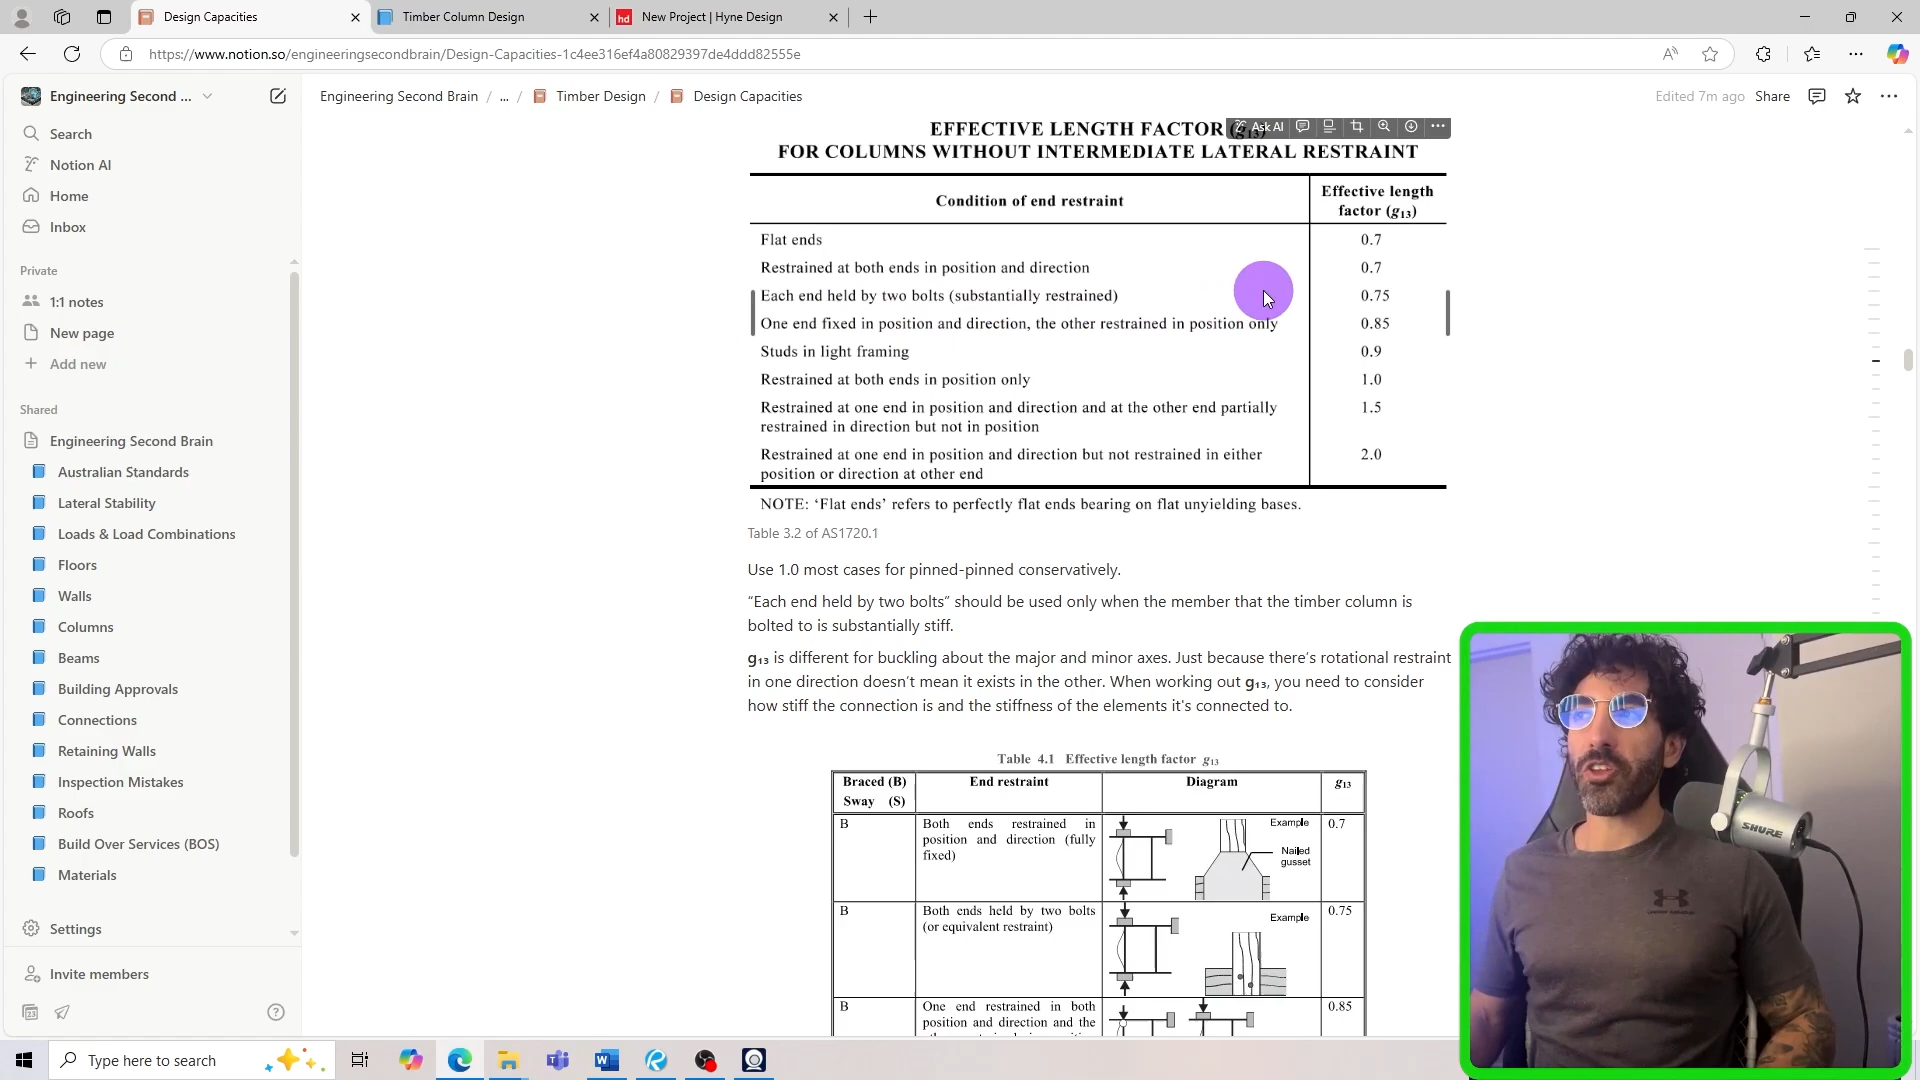 Design Capacities
Timber Column Design
New Project | Hyne Design
https://www.notion.so/engineeringsecondbrain/Design-Capacities-1c4ee316ef4a80829397de4ddd82555e
Engineering Second ...
Engineering Second Brain / ... / Timber Design / Design Capacities
Edited 7m ago Share
Search
Notion AI
Home
Inbox
Private
1:1 notes
New page
Add new
Shared
Engineering Second Brain
Australian Standards
Lateral Stability
Loads & Load Combinations
Floors
Walls
Columns
Beams
Building Approvals
Connections
Retaining Walls
Inspection Mistakes
Roofs
Build Over Services (BOS)
Materials
Settings
Invite members
EFFECTIVE LENGTH FACTOR (g13)
Ask AI
FOR COLUMNS WITHOUT INTERMEDIATE LATERAL RESTRAINT
Condition of end restraint
Effective length
factor (g13)
Flat ends 0.7
Restrained at both ends in position and direction 0.7
Each end held by two bolts (substantially restrained) 0.75
One end fixed in position and direction, the other restrained in position only 0.85
Studs in light framing 0.9
Restrained at both ends in position only 1.0
Restrained at one end in position and direction and at the other end partially 1.5
restrained in direction but not in position
Restrained at one end in position and direction but not restrained in either 2.0
position or direction at other end
NOTE: ‘Flat ends’ refers to perfectly flat ends bearing on flat unyielding bases.
Table 3.2 of AS1720.1
Use 1.0 most cases for pinned-pinned conservatively.
“Each end held by two bolts” should be used only when the member that the timber column is
bolted to is substantially stiff.
g₁₃ is different for buckling about the major and minor axes. Just because there’s rotational restraint
in one direction doesn’t mean it exists in the other. When working out g₁₃, you need to consider
how stiff the connection is and the stiffness of the elements it's connected to.
Table 4.1 Effective length factor g13
Braced (B)
Sway (S)
End restraint
Diagram
g13
B
Both ends restrained in
position and direction (fully
fixed)
Example
Nailed
gusset
0.7
B
Both ends held by two bolts
(or equivalent restraint)
Example
0.75
B
One end restrained in both
position and direction and the
0.85
SHURE
UNDER ARMOUR
Type here to search